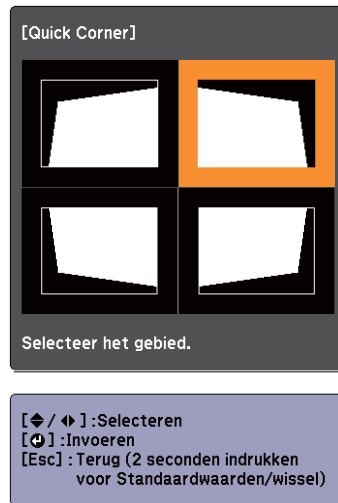 [Quick Corner]
Selecteer het gebied.
[ / ] :Selecteren
[ ] :Invoeren
[Esc] : Terug (2 seconden indrukken
voor Standaardwaarden/wissel)